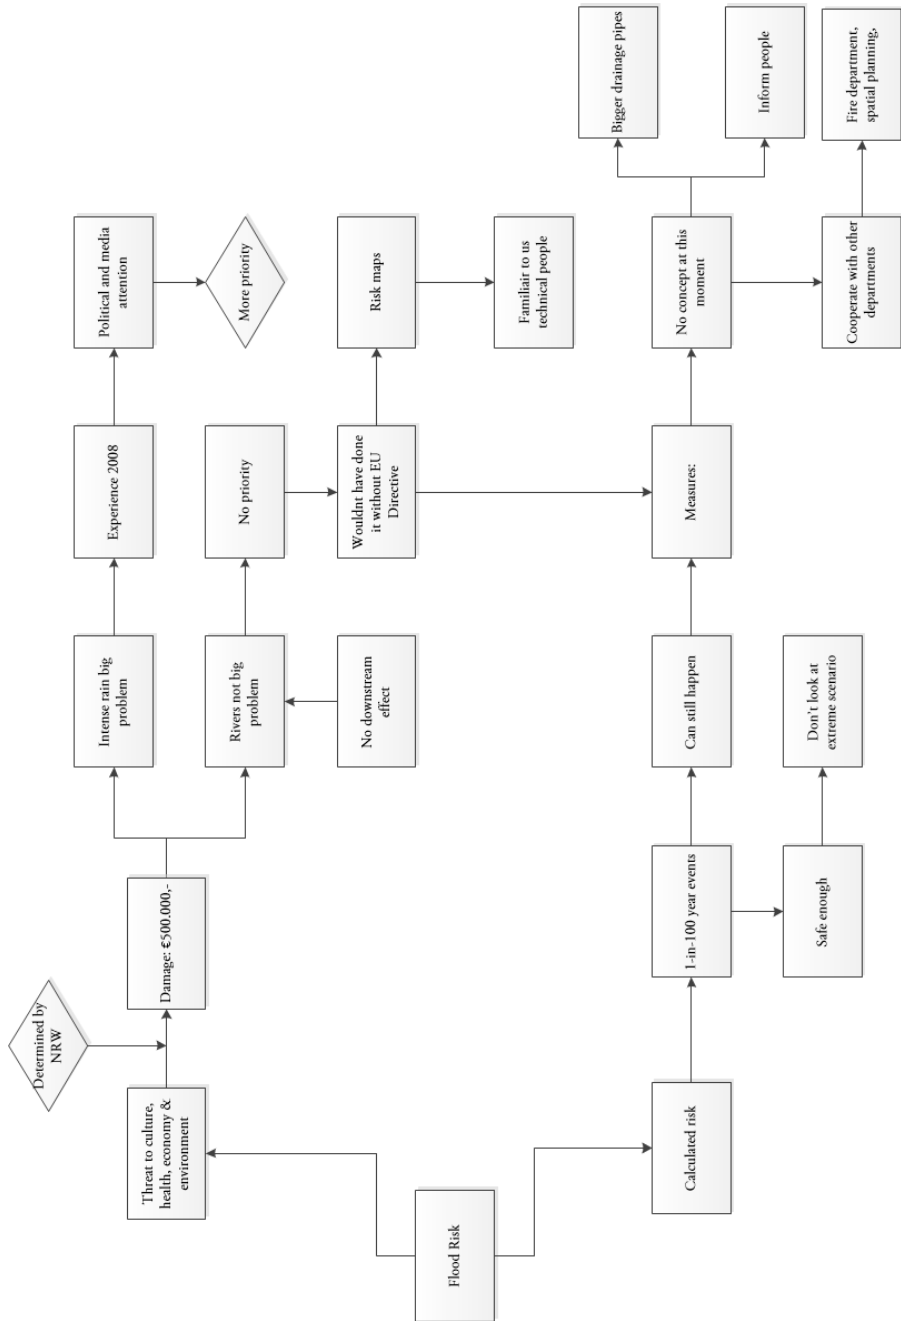 Flood Risk
Threat to culture,
health, economy &
environment
Determined by
NRW
Damage: €500.000,-
Intense rain big
problem
Experience 2008
Political and media
attention
More priority
Rivers not big
problem
No priority
No downstream
effect
Wouldnt have done
it without EU
Directive
Risk maps
Familiair to us
technical people
Calculated risk
1-in-100 year events
Can still happen
Measures:
No concept at this
moment
Bigger drainage pipes
Inform people
Safe enough
Don't look at
extreme scenario
Cooperate with other
departments
Fire department,
spatial planning,